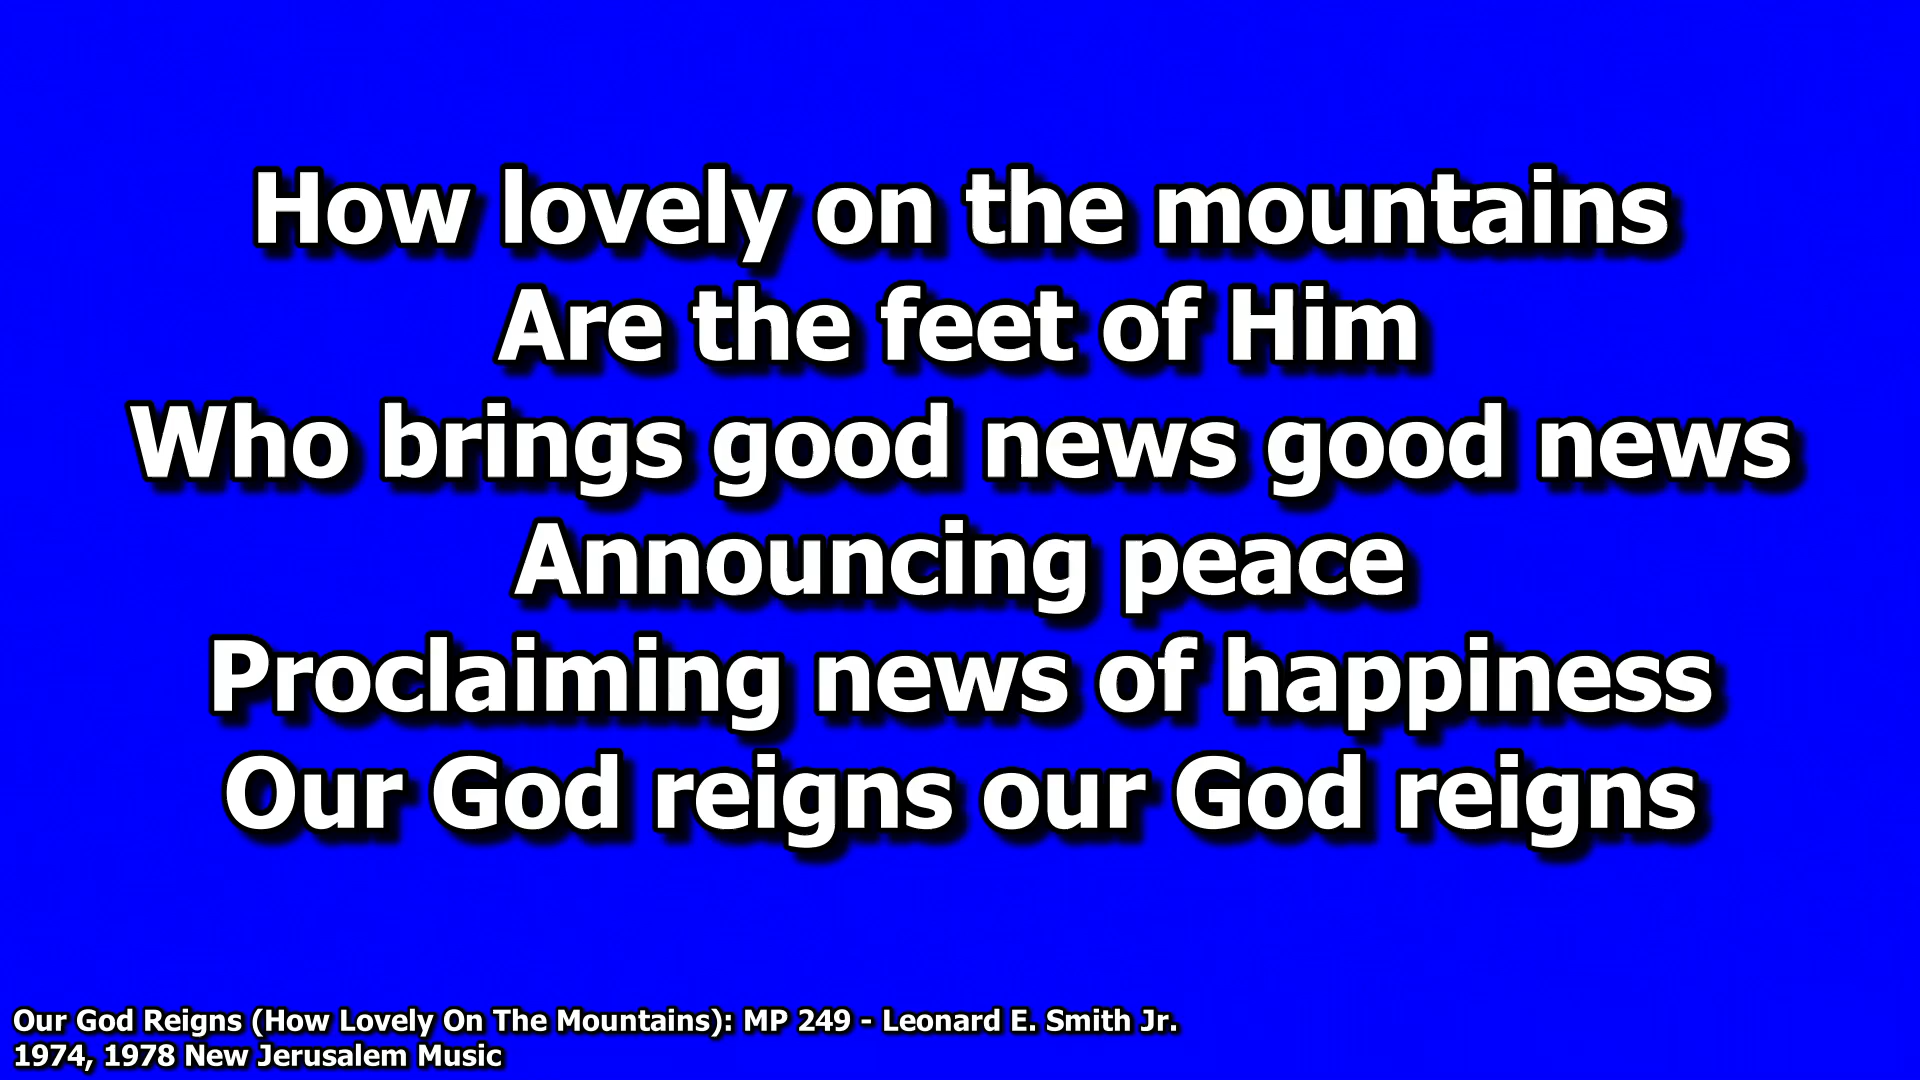 How lovely on the mountains
Are the feet of Him
Who brings good news good news
Announcing peace
Proclaiming news of happiness
Our God reigns our God reigns
Our God Reigns (How Lovely On The Mountains): MP 249 - Leonard E. Smith Jr.
1974, 1978 New Jerusalem Music